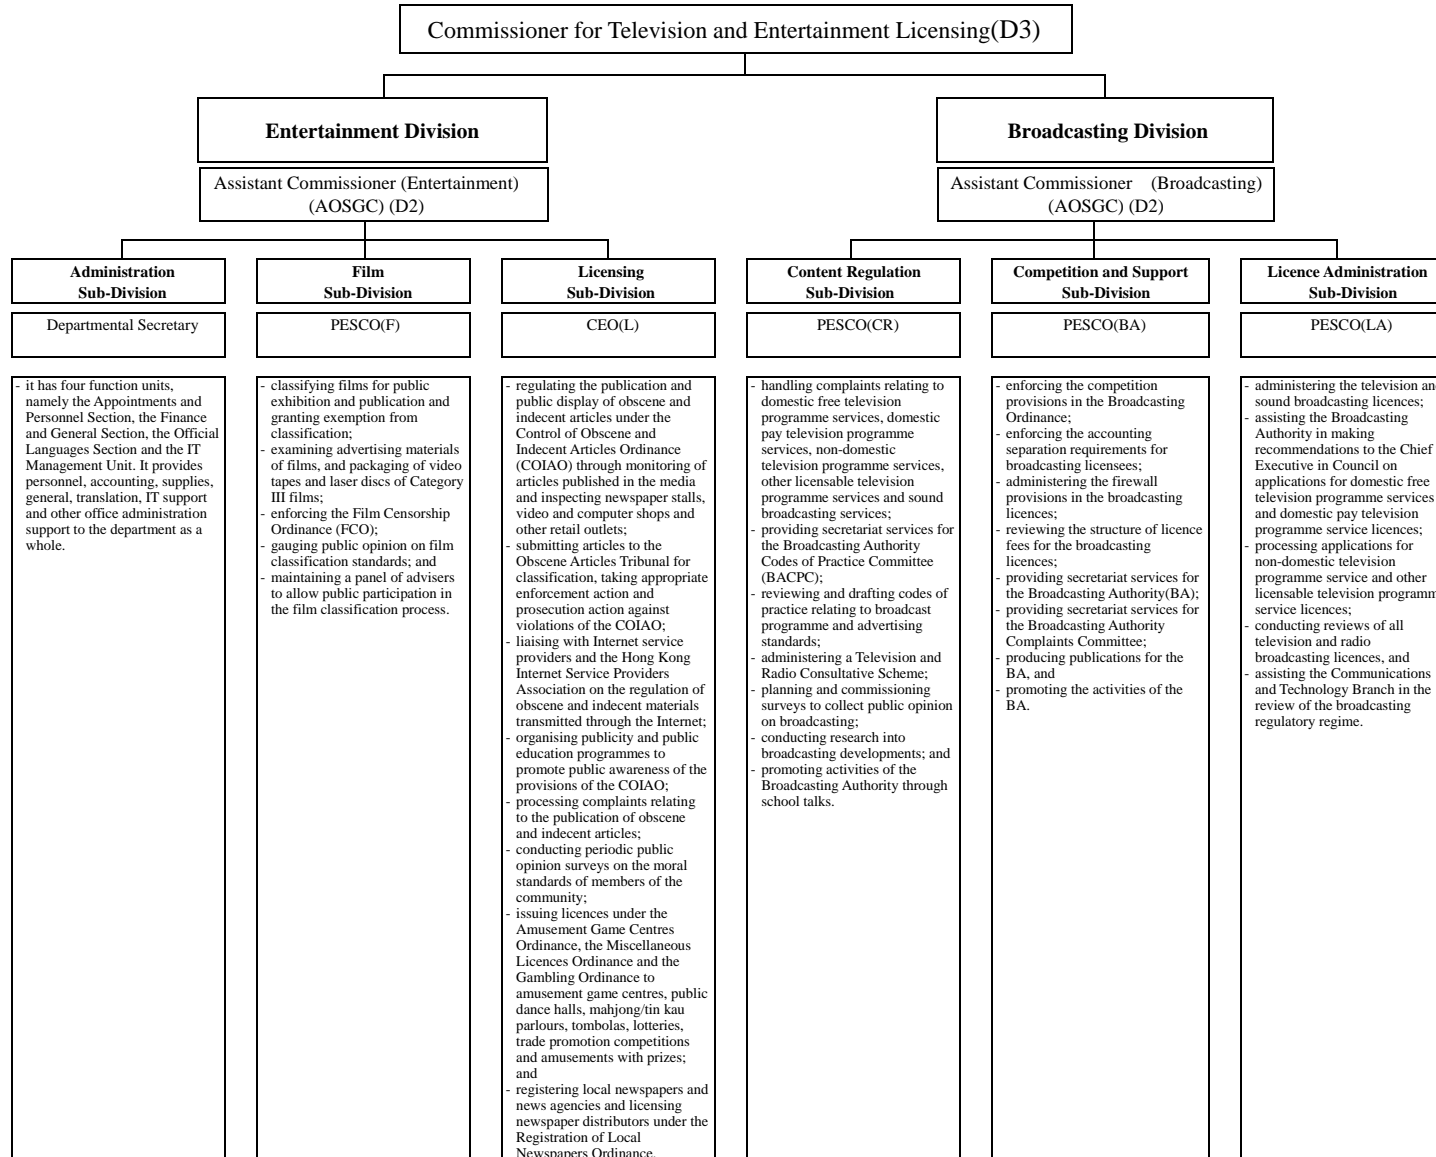 Commissioner for Television and Entertainment Licensing(D3)
Entertainment Division
Assistant Commissioner (Entertainment)
(AOSGC) (D2)
Broadcasting Division
Assistant Commissioner (Broadcasting)
(AOSGC) (D2)
Administration
Sub-Division
Departmental Secretary
- it has four function units,
namely the Appointments and
Personnel Section, the Finance
and General Section, the Official
Languages Section and the IT
Management Unit. It provides
personnel, accounting, supplies,
general, translation, IT support
and other office administration
support to the department as a
whole.
Film
Sub-Division
PESCO(F)
- classifying films for public
exhibition and publication and
granting exemption from
classification;
- examining advertising materials
of films, and packaging of video
tapes and laser discs of Category
III films;
- enforcing the Film Censorship
Ordinance (FCO);
- gauging public opinion on film
classification standards; and
- maintaining a panel of advisers
to allow public participation in
the film classification process.
Licensing
Sub-Division
CEO(L)
- regulating the publication and
public display of obscene and
indecent articles under the
Control of Obscene and
Indecent Articles Ordinance
(COIAO) through monitoring of
articles published in the media
and inspecting newspaper stalls,
video and computer shops and
other retail outlets;
- submitting articles to the
Obscene Articles Tribunal for
classification, taking appropriate
enforcement action and
prosecution action against
violations of the COIAO;
- liaising with Internet service
providers and the Hong Kong
Internet Service Providers
Association on the regulation of
obscene and indecent materials
transmitted through the Internet;
- organising publicity and public
education programmes to
promote public awareness of the
provisions of the COIAO;
- processing complaints relating
to the publication of obscene
and indecent articles;
- conducting periodic public
opinion surveys on the moral
standards of members of the
community;
- issuing licences under the
Amusement Game Centres
Ordinance, the Miscellaneous
Licences Ordinance and the
Gambling Ordinance to
amusement game centres, public
dance halls, mahjong/tin kau
parlours, tombolas, lotteries,
trade promotion competitions
and amusements with prizes;
and
- registering local newspapers and
news agencies and licensing
newspaper distributors under the
Registration of Local
Newspapers Ordinance.
Content Regulation
Sub-Division
PESCO(CR)
- handling complaints relating to
domestic free television
programme services, domestic
pay television programme
services, non-domestic
television programme services,
other licensable television
programme services and sound
broadcasting services;
- providing secretariat services for
the Broadcasting Authority
Codes of Practice Committee
(BACPC);
- reviewing and drafting codes of
practice relating to broadcast
programme and advertising
standards;
- administering a Television and
Radio Consultative Scheme;
- planning and commissioning
surveys to collect public opinion
on broadcasting;
- conducting research into
broadcasting developments; and
- promoting activities of the
Broadcasting Authority through
school talks.
Competition and Support
Sub-Division
PESCO(BA)
- enforcing the competition
provisions in the Broadcasting
Ordinance;
- enforcing the accounting
separation requirements for
broadcasting licensees;
- administering the firewall
provisions in the broadcasting
licences;
- reviewing the structure of licence
fees for the broadcasting
licences;
- providing secretariat services for
the Broadcasting Authority(BA);
- providing secretariat services for
the Broadcasting Authority
Complaints Committee;
- producing publications for the
BA, and
- promoting the activities of the
BA.
Licence Administration
Sub-Division
PESCO(LA)
- administering the television an
sound broadcasting licences;
- assisting the Broadcasting
Authority in making
recommendations to the Chief
Executive in Council on
applications for domestic free
television programme services
and domestic pay television
programme service licences;
- processing applications for
non-domestic television
programme service and other
licensable television programm
service licences;
- conducting reviews of all
television and radio
broadcasting licences, and
- assisting the Communications
and Technology Branch in the
review of the broadcasting
regulatory regime.